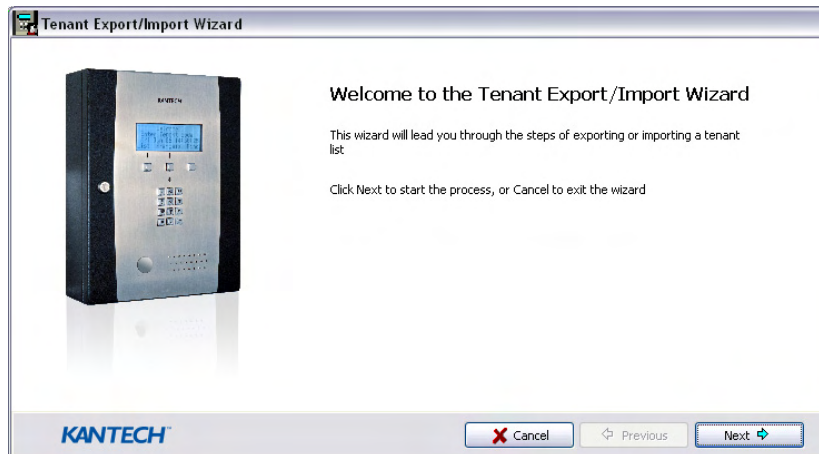 Tenant Export/Import Wizard
KANTECH
Welcome to the Tenant Export/Import Wizard
This wizard will lead you through the steps of exporting or importing a tenant
list
Click Next to start the process, or Cancel to exit the wizard
KANTECH
Cancel
Previous
Next